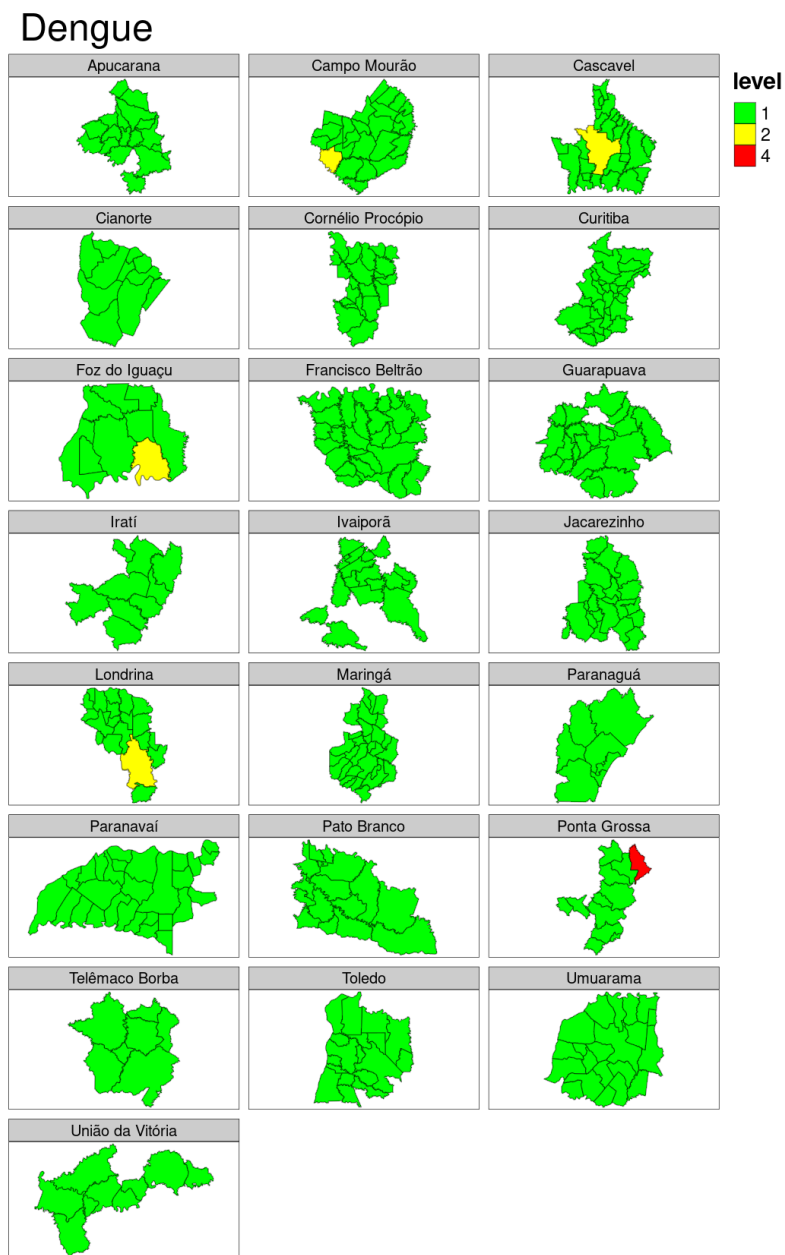 Dengue
Apucarana
Campo Mourão
Cascavel
level
1
2
4
Cianorte
Cornélio Procópio
Curitiba
Foz do Iguaçu
Francisco Beltrão
Guarapuava
Iratí
Ivaiporã
Jacarezinho
Londrina
Maringá
Paranaguá
Paranavaí
Pato Branco
Ponta Grossa
Telêmaco Borba
Toledo
Umuarama
União da Vitória